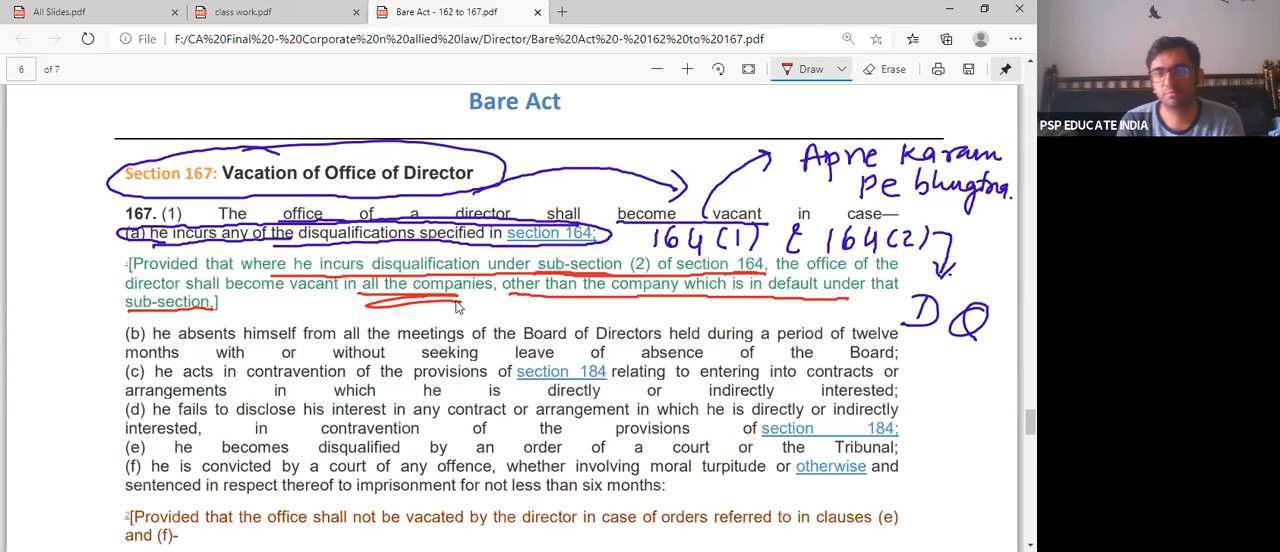 All Slides.pdf
class work.pdf
Bare Act - 162 to 167.pdf
File
F:/CA%20Final%20-%20Corporate%20n%20allied%20law/Director/Bare%20Act%20-%20162%20to%20167.pdf
6 of 7
Draw
Erase
Bare Act
Section 167: Vacation of Office of Director
Apne karam
pe bhugtna.
167. (1) The office of a director shall become vacant in case—
(a) he incurs any of the disqualifications specified in section 164;
164(1) & 164(2)
1[Provided that where he incurs disqualification under sub-section (2) of section 164, the office of the
director shall become vacant in all the companies, other than the company which is in default under that
sub-section.]
DQ
(b) he absents himself from all the meetings of the Board of Directors held during a period of twelve
months with or without seeking leave of absence of the Board;
(c) he acts in contravention of the provisions of section 184 relating to entering into contracts or
arrangements in which he is directly or indirectly interested;
(d) he fails to disclose his interest in any contract or arrangement in which he is directly or indirectly
interested, in contravention of the provisions of section 184;
(e) he becomes disqualified by an order of a court or the Tribunal;
(f) he is convicted by a court of any offence, whether involving moral turpitude or otherwise and
sentenced in respect thereof to imprisonment for not less than six months:
2[Provided that the office shall not be vacated by the director in case of orders referred to in clauses (e)
and (f)-
PSP EDUCATE INDIA